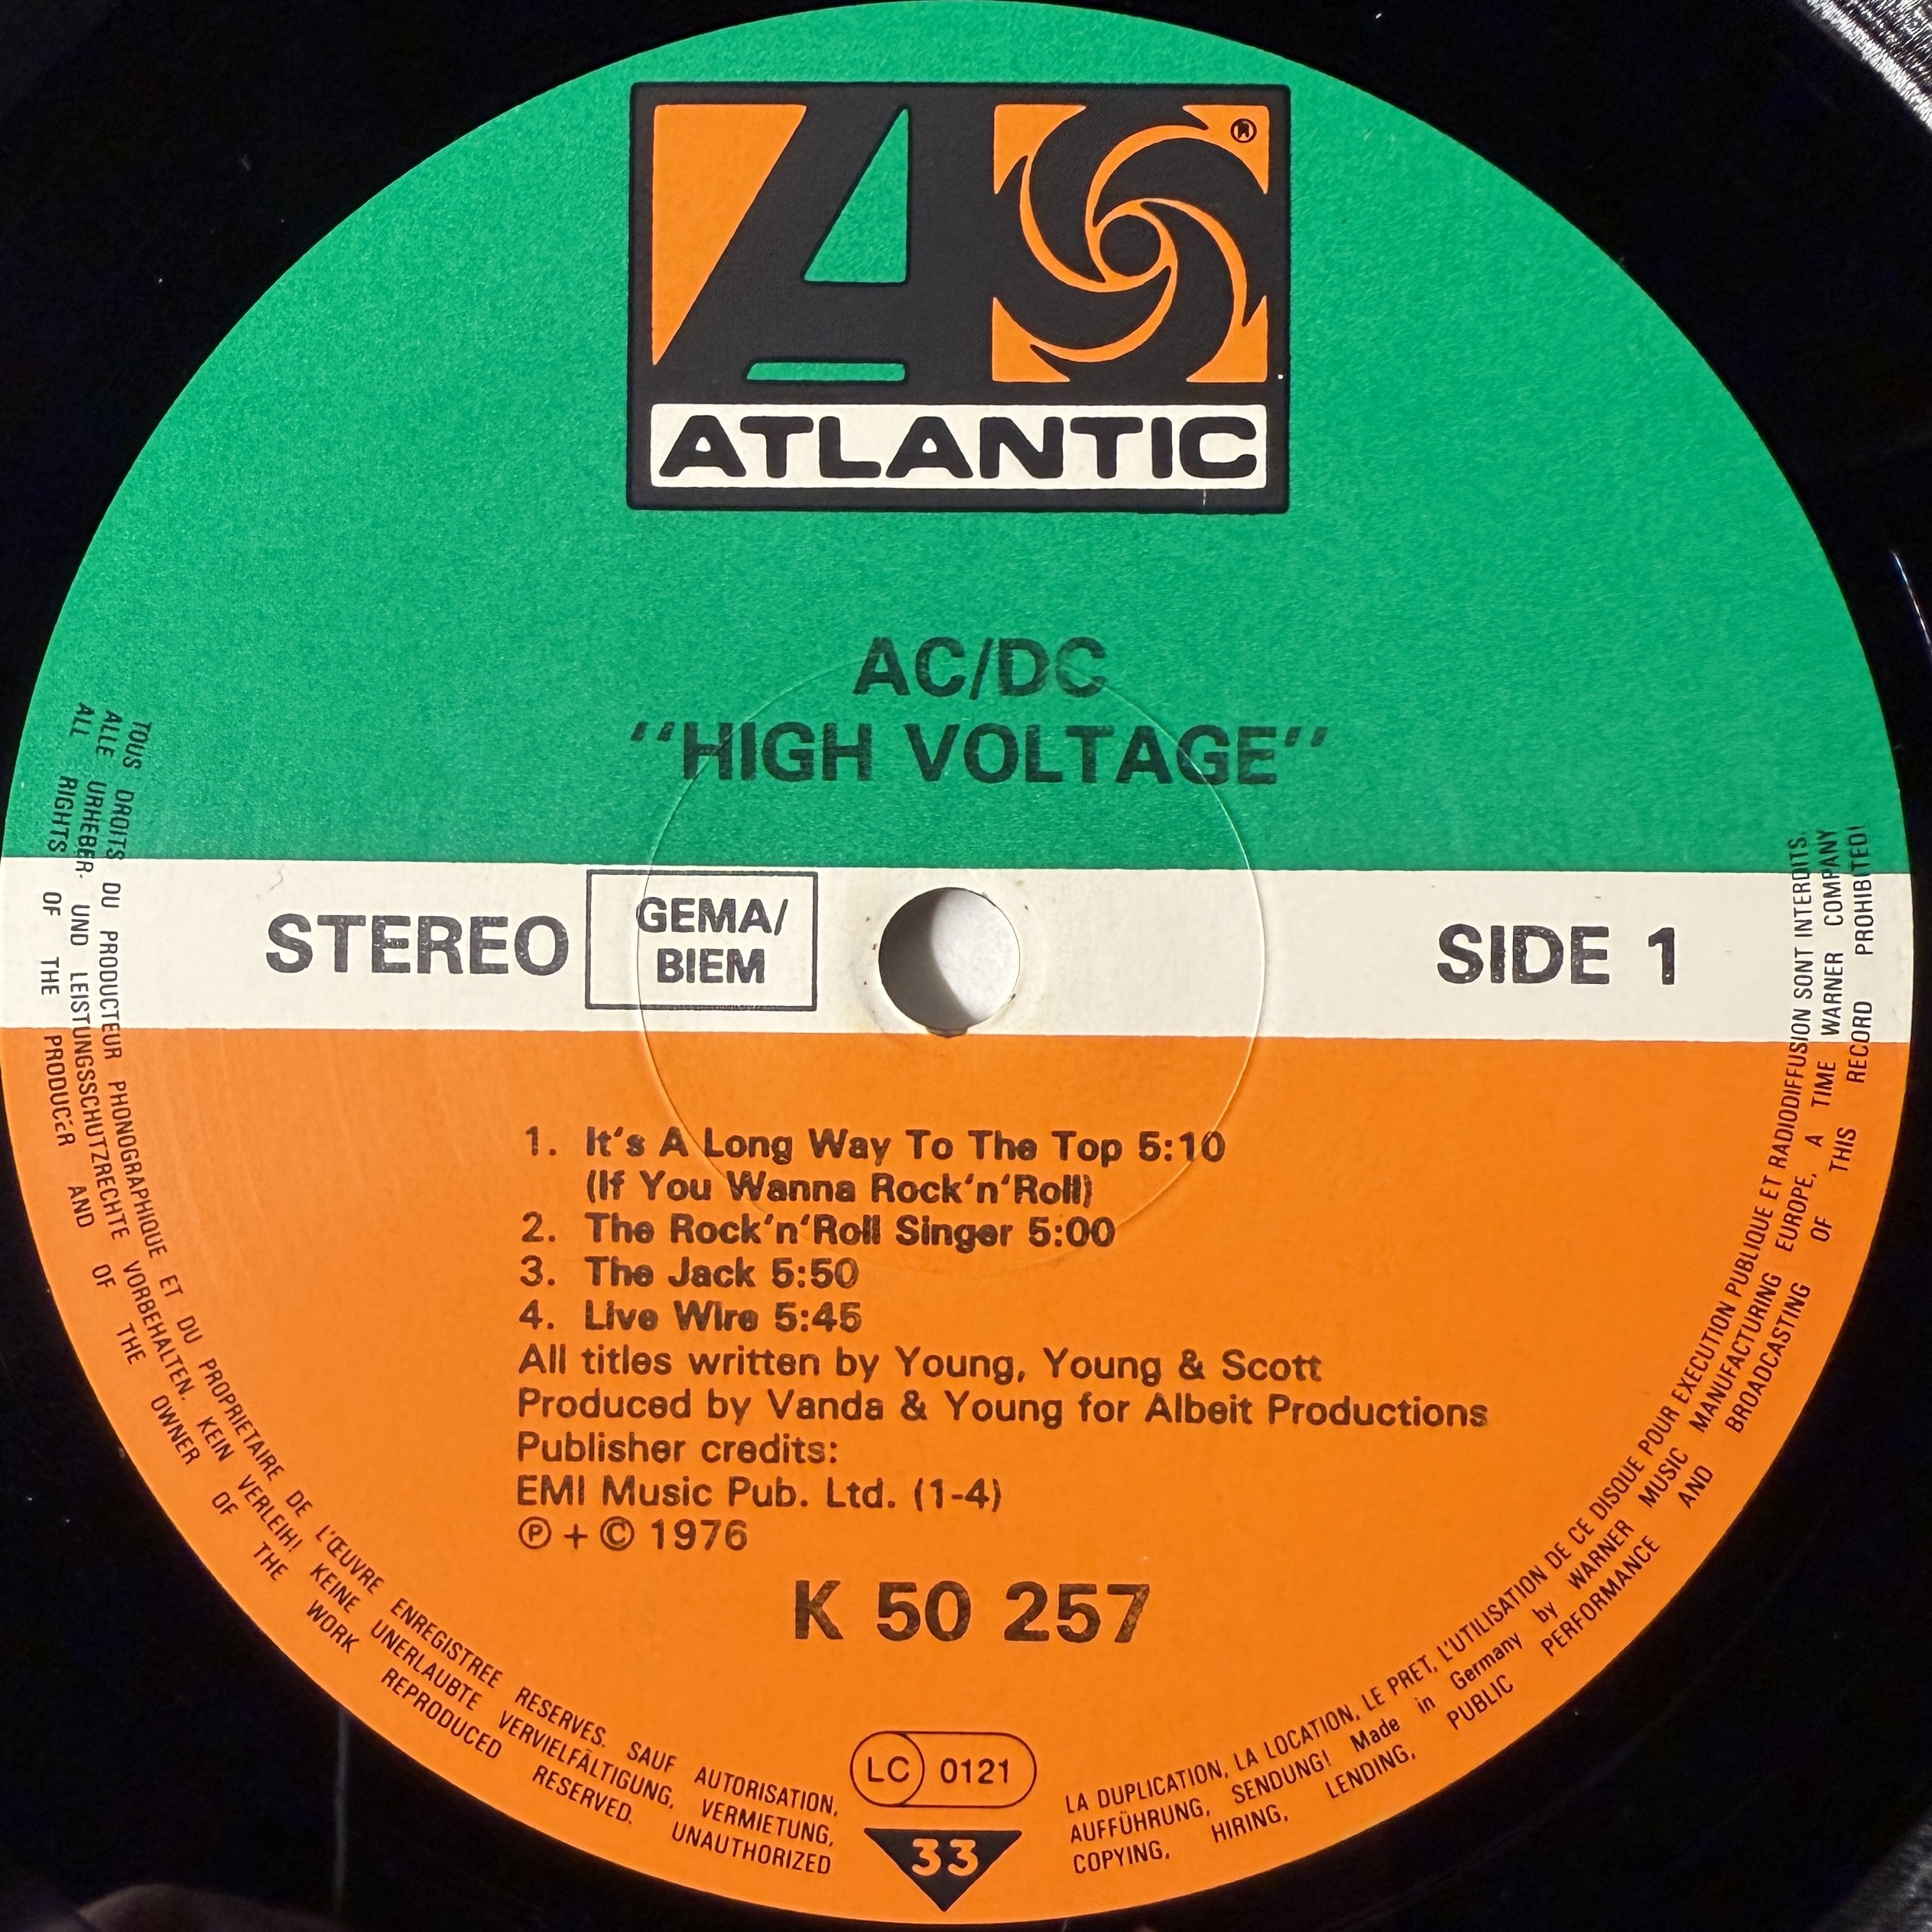 ®
ATLANTIC
AC/DC
"HIGH VOLTAGE"
STEREO
GEMA/
BIEM
SIDE 1
1. It's A Long Way To The Top 5:10
(If You Wanna Rock'n'Roll)
2. The Rock'n'Roll Singer 5:00
3. The Jack 5:50
4. Live Wire 5:45
All titles written by Young, Young & Scott
Produced by Vanda & Young for Albeit Productions
Publisher credits:
EMI Music Pub. Ltd. (1-4)
℗ + © 1976
K 50 257
LC 0121
33
TOUS DROITS DU PRODUCTEUR PHONOGRAPHIQUE ET DU PROPRIETAIRE DE L'ŒUVRE ENREGISTREE RESERVES. SAUF AUTORISATION, LA DUPLICATION, LA LOCATION, LE PRET, L'UTILISATION DE CE DISQUE POUR EXECUTION PUBLIQUE ET RADIODIFFUSION SONT INTERDITS.
ALLE URHEBER- UND LEISTUNGSSCHUTZRECHTE VORBEHALTEN. KEIN VERLEIH! KEINE UNERLAUBTE VERVIELFÄLTIGUNG, VERMIETUNG, AUFFÜHRUNG, SENDUNG! Made in Germany by WARNER MUSIC MANUFACTURING EUROPE, A TIME WARNER COMPANY
ALL RIGHTS OF THE PRODUCER AND OF THE OWNER OF THE WORK REPRODUCED RESERVED. UNAUTHORIZED COPYING, HIRING, LENDING, PUBLIC PERFORMANCE AND BROADCASTING OF THIS RECORD PROHIBITED!